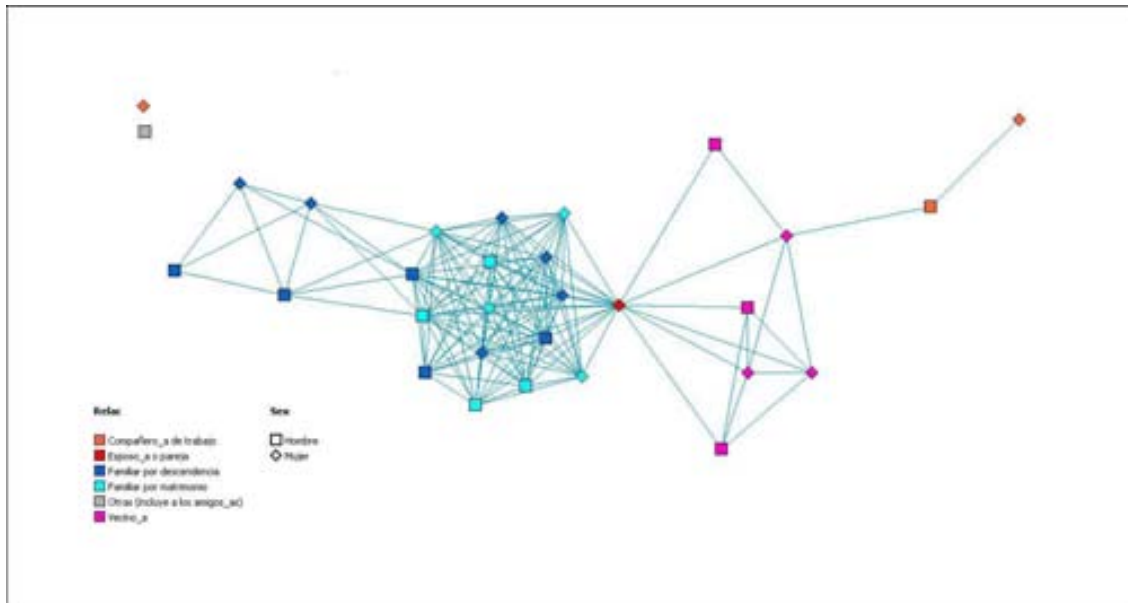 Relac
Compañero_a de trabajo
Esposo_a o pareja
Familiar por descendencia
Familiar por matrimonio
Otras (incluye a los amigos_as)
Vecino_a
Sex
Hombre
Mujer